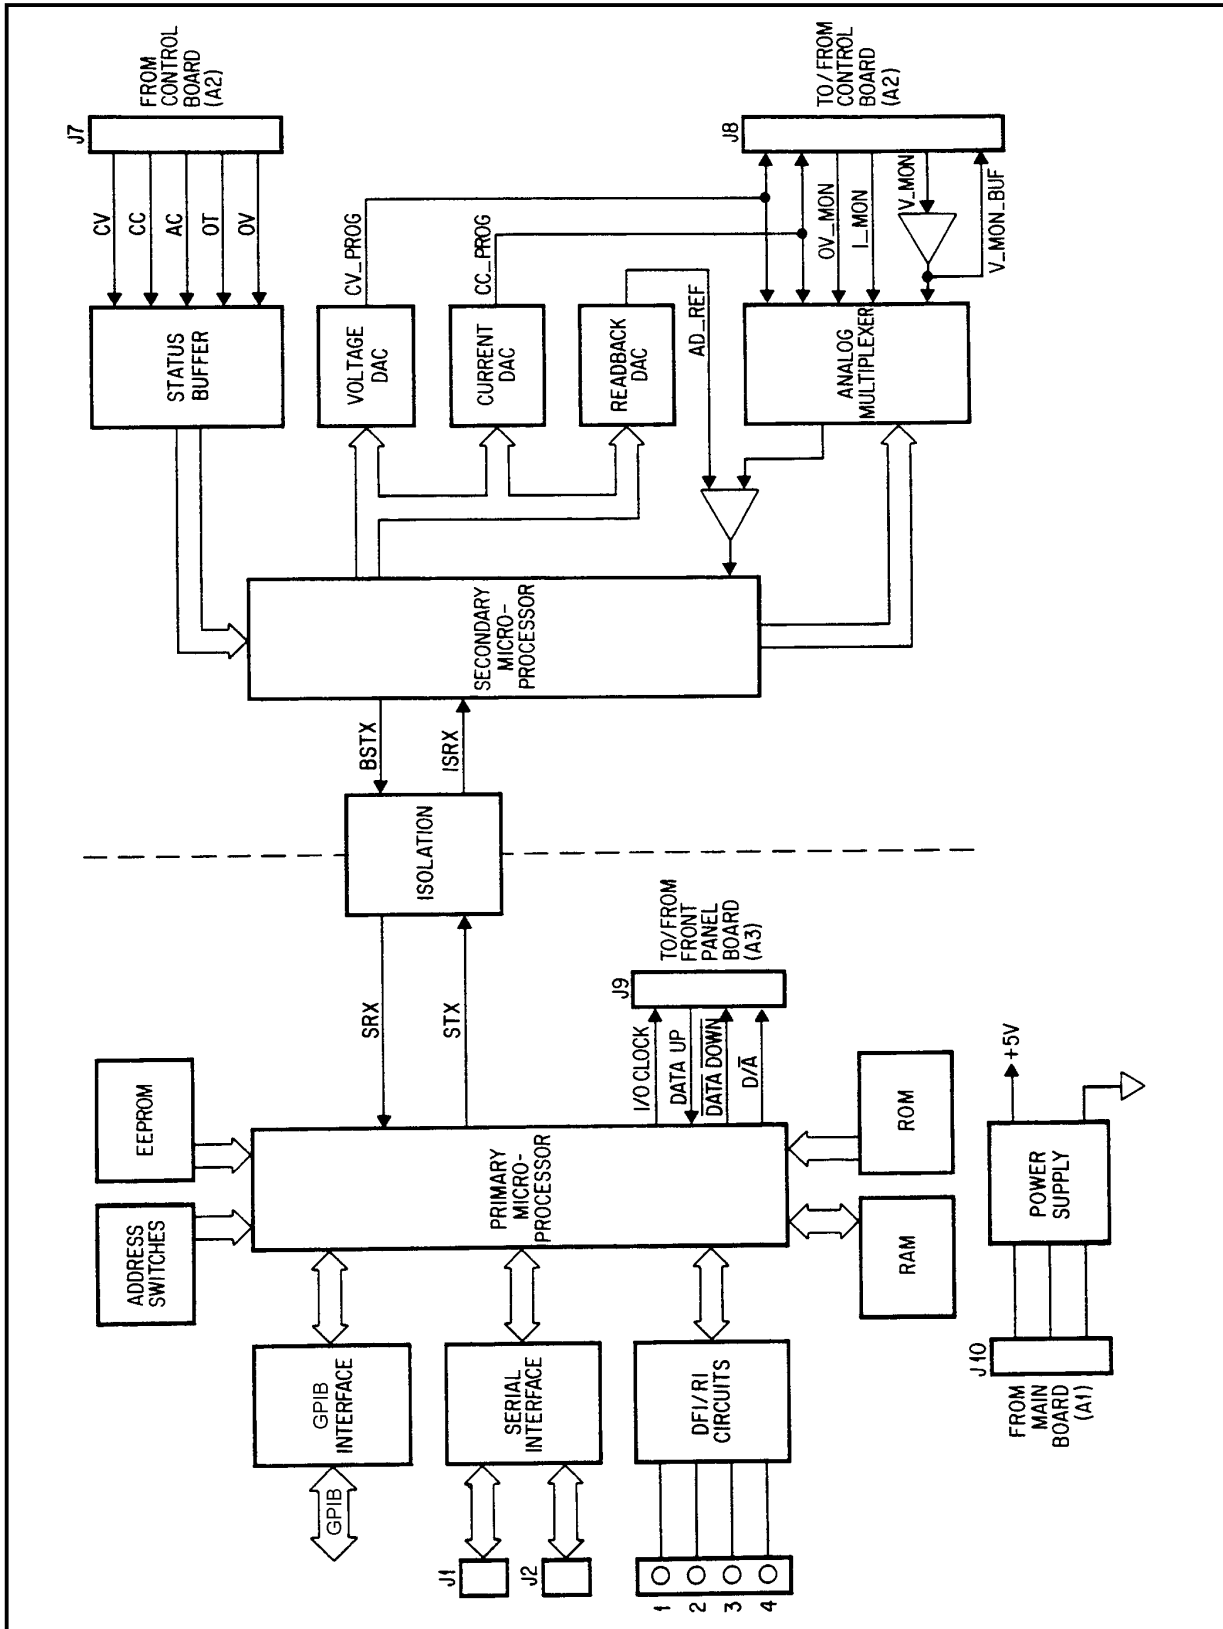 GPIB
GPIB
INTERFACE
ADDRESS
SWITCHES
EEPROM
J1
J2
SERIAL
INTERFACE
PRIMARY
MICRO-
PROCESSOR
SRX
STX
ISOLATION
BSTX
ISRX
SECONDARY
MICRO-
PROCESSOR
STATUS
BUFFER
CV
CC
AC
OT
OV
J7
FROM
CONTROL
BOARD
(A2)
VOLTAGE
DAC
CV_PROG
CURRENT
DAC
CC_PROG
READBACK
DAC
AD_REF
ANALOG
MULTIPLEXER
OV_MON
I_MON
V_MON
V_MON_BUF
J8
TO/FROM
CONTROL
BOARD
(A2)
1
2
3
4
DFI/RI
CIRCUITS
I/O CLOCK
DATA UP
DATA DOWN
D/A
J9
TO/FROM
FRONT
PANEL
BOARD
(A3)
RAM
ROM
FROM
MAIN
BOARD
(A1)
J10
POWER
SUPPLY
+5V